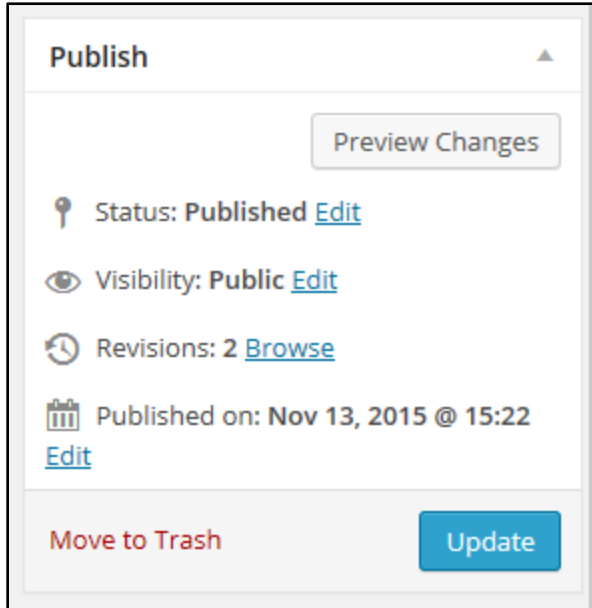 Publish
Preview Changes
Status: Published Edit
Visibility: Public Edit
Revisions: 2 Browse
Published on: Nov 13, 2015 @ 15:22
Edit
Move to Trash
Update